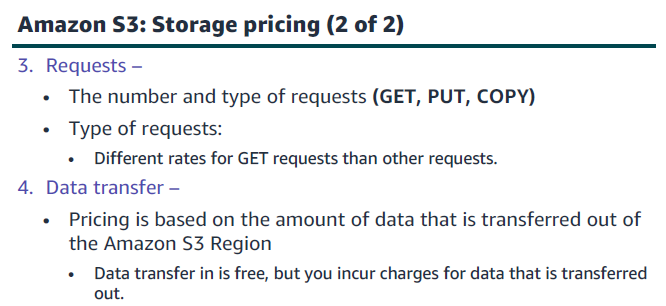 Amazon S3: Storage pricing (2 of 2)
3. Requests –
• The number and type of requests (GET, PUT, COPY)
• Type of requests:
• Different rates for GET requests than other requests.
4. Data transfer –
• Pricing is based on the amount of data that is transferred out of
the Amazon S3 Region
• Data transfer in is free, but you incur charges for data that is transferred
out.